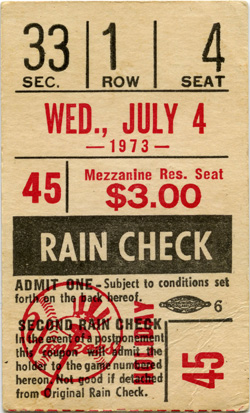 33 1 4
SEC. ROW SEAT
WED., JULY 4
— 1973 —
45 Mezzanine Res. Seat
$3.00
RAIN CHECK
ADMIT ONE—Subject to conditions set
forth on the back hereof.
6
SECOND RAIN CHECK
In the event of a postponement
this coupon will admit the
holder to the game numbered
hereon. Not good if detached
from Original Rain Check.
Yankees
HOLIDAY
45